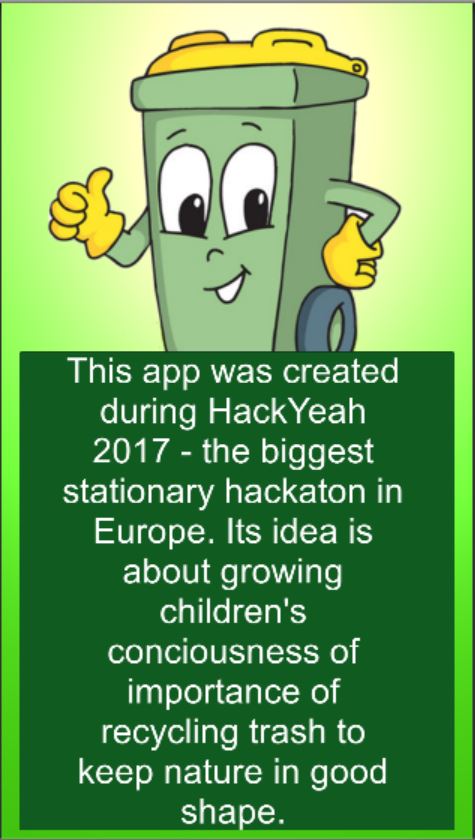 This app was created
during HackYeah
2017 - the biggest
stationary hackaton in
Europe. Its idea is
about growing
children's
conciousness of
importance of
recycling trash to
keep nature in good
shape.